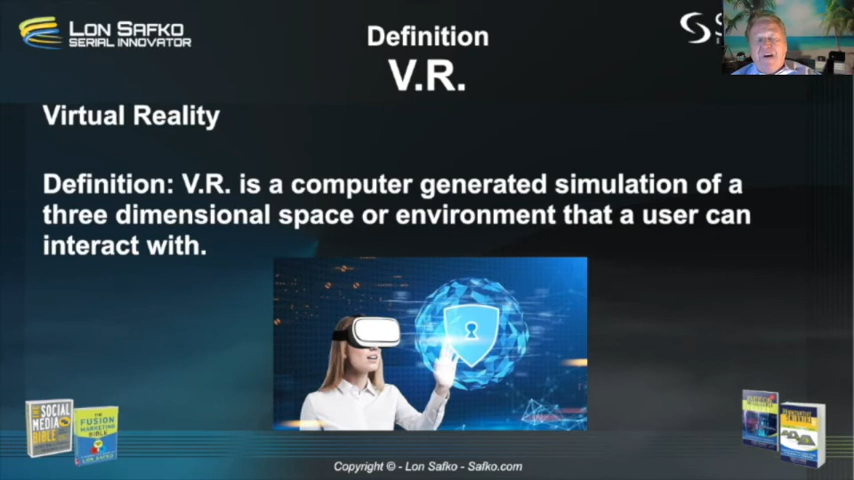 LON SAFKO
SERIAL INNOVATOR
Definition
V.R.
Virtual Reality
Definition: V.R. is a computer generated simulation of a
three dimensional space or environment that a user can
interact with.
THE
SOCIAL
MEDIA
BIBLE
THE
FUSION
MARKETING
BIBLE
LON SAFKO
Copyright © - Lon Safko - Safko.com